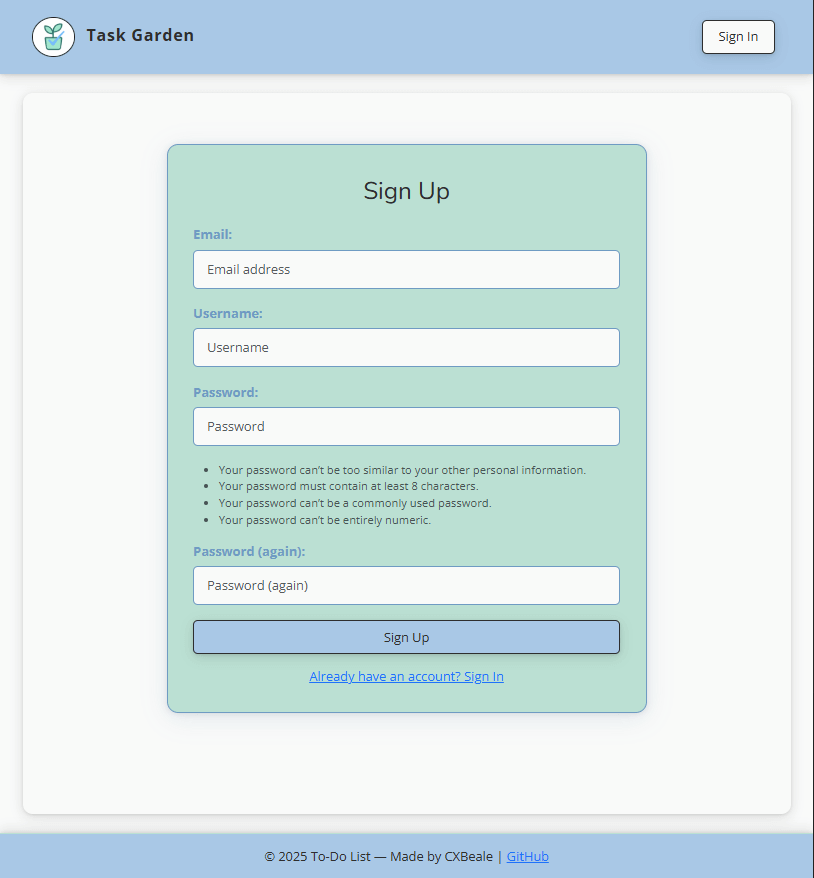 Task Garden
Sign In
Sign Up
Email:
Email address
Username:
Username
Password:
Password
• Your password can’t be too similar to your other personal information.
• Your password must contain at least 8 characters.
• Your password can’t be a commonly used password.
• Your password can’t be entirely numeric.
Password (again):
Password (again)
Sign Up
Already have an account? Sign In
© 2025 To-Do List — Made by CXBeale | GitHub